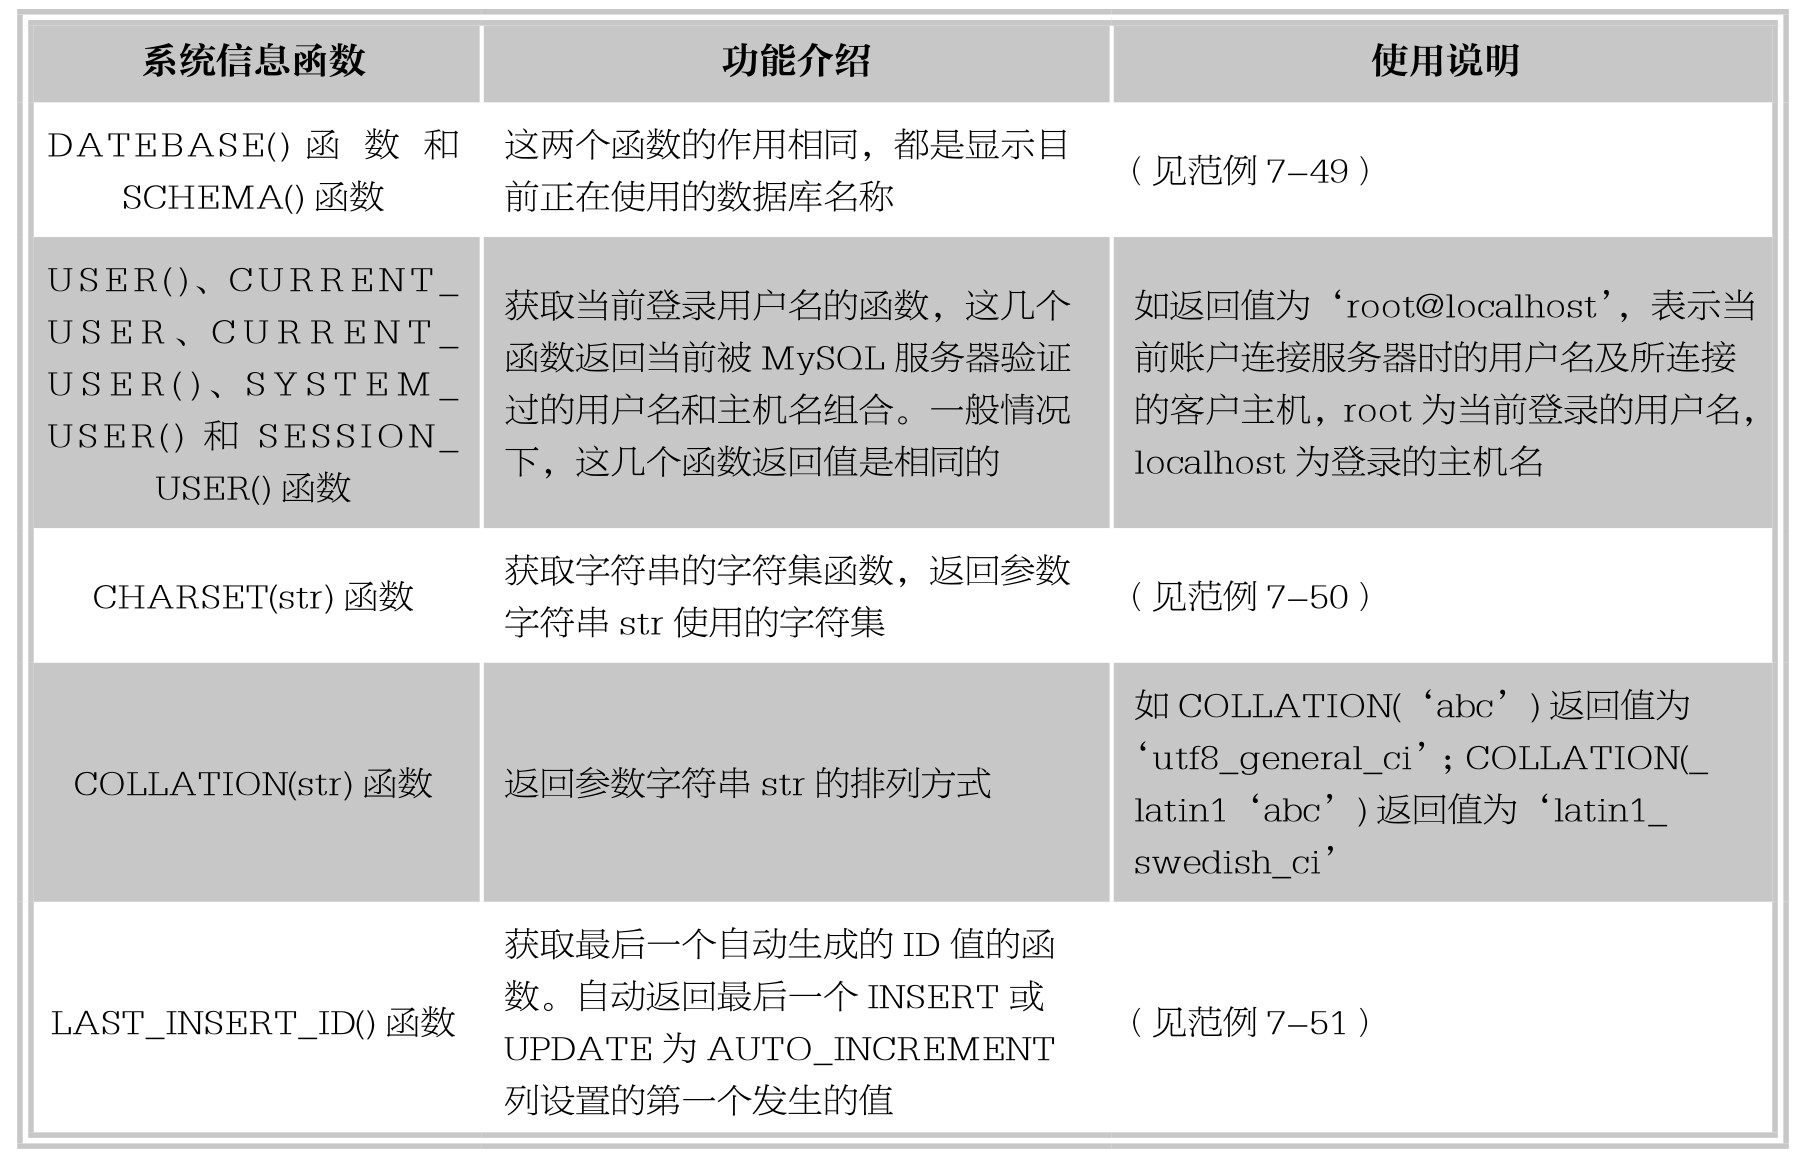 系统信息函数
功能介绍
使用说明
DATEBASE() 函 数 和
SCHEMA() 函数
这两个函数的作用相同，都是显示目
前正在使用的数据库名称
（见范例 7–49）
USER()、CURRENT_
USER、CURRENT_
USER()、SYSTEM_
USER() 和 SESSION_
USER() 函数
获取当前登录用户名的函数，这几个
函数返回当前被 MySQL 服务器验证
过的用户名和主机名组合。一般情况
下，这几个函数返回值是相同的
如返回值为‘root@localhost’，表示当
前账户连接服务器时的用户名及所连接
的客户主机，root 为当前登录的用户名，
localhost 为登录的主机名
CHARSET(str) 函数
获取字符串的字符集函数，返回参数
字符串 str 使用的字符集
（见范例 7–50）
COLLATION(str) 函数
返回参数字符串 str 的排列方式
如 COLLATION(‘abc’) 返回值为
‘utf8_general_ci’; COLLATION(_
latin1‘abc’) 返回值为‘latin1_
swedish_ci’
LAST_INSERT_ID() 函数
获取最后一个自动生成的 ID 值的函
数。自动返回最后一个 INSERT 或
UPDATE 为 AUTO_INCREMENT
列设置的第一个发生的值
（见范例 7–51）